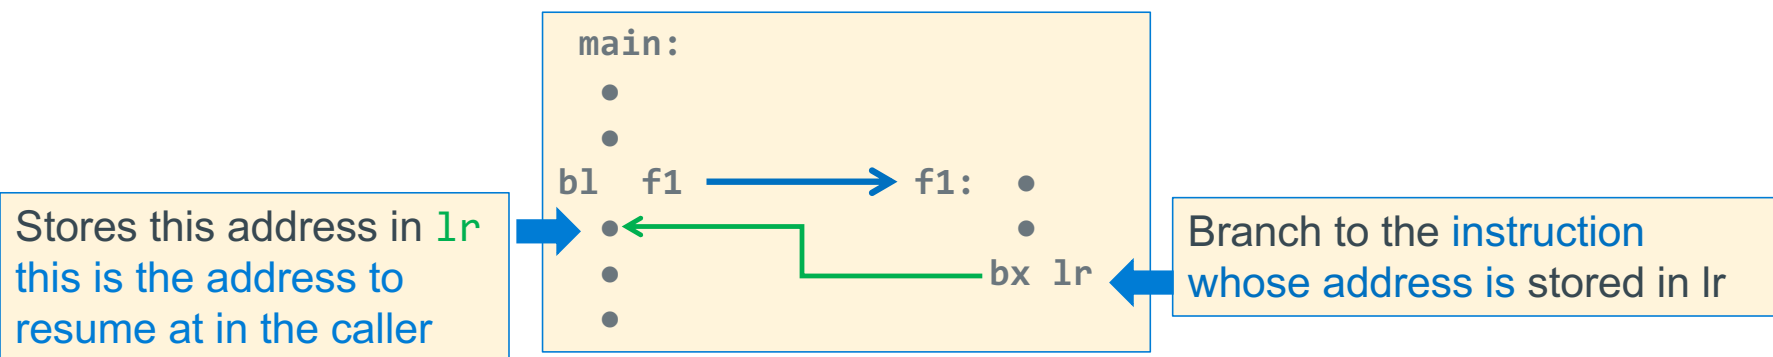 main:
bl f1 f1:
bx lr
Stores this address in lr
this is the address to
resume at in the caller
Branch to the instruction
whose address is stored in lr